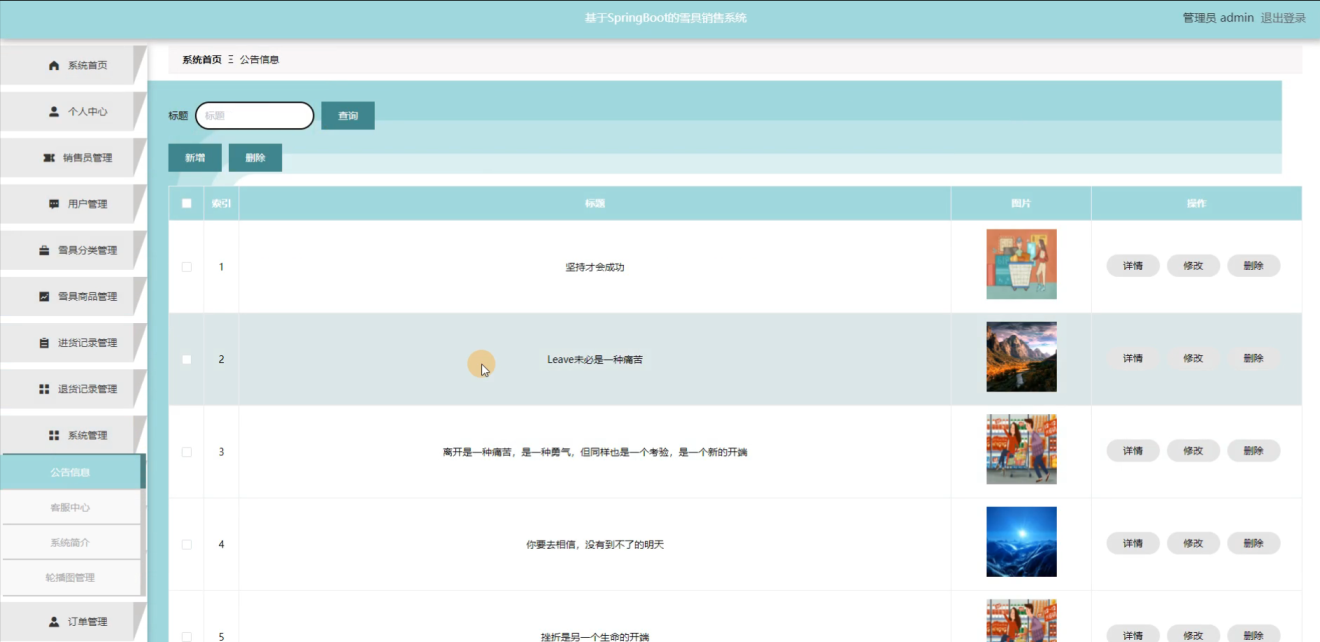 基于SpringBoot的雪具销售系统
管理员 admin 退出登录
系统首页
个人中心
销售员管理
用户管理
雪具分类管理
雪具商品管理
进货记录管理
退货记录管理
系统管理
公告信息
客服中心
系统简介
轮播图管理
订单管理
系统首页 Ξ 公告信息
标题 标题 查询
新增 删除
索引 标题 图片 操作
1 坚持才会成功 详情 修改 删除
2 Leave未必是一种痛苦 详情 修改 删除
3 离开是一种痛苦，是一种勇气，但同样也是一个考验，是一个新的开端 详情 修改 删除
4 你要去相信，没有到不了的明天 详情 修改 删除
5 挫折是另一个生命的开端 详情 修改 删除